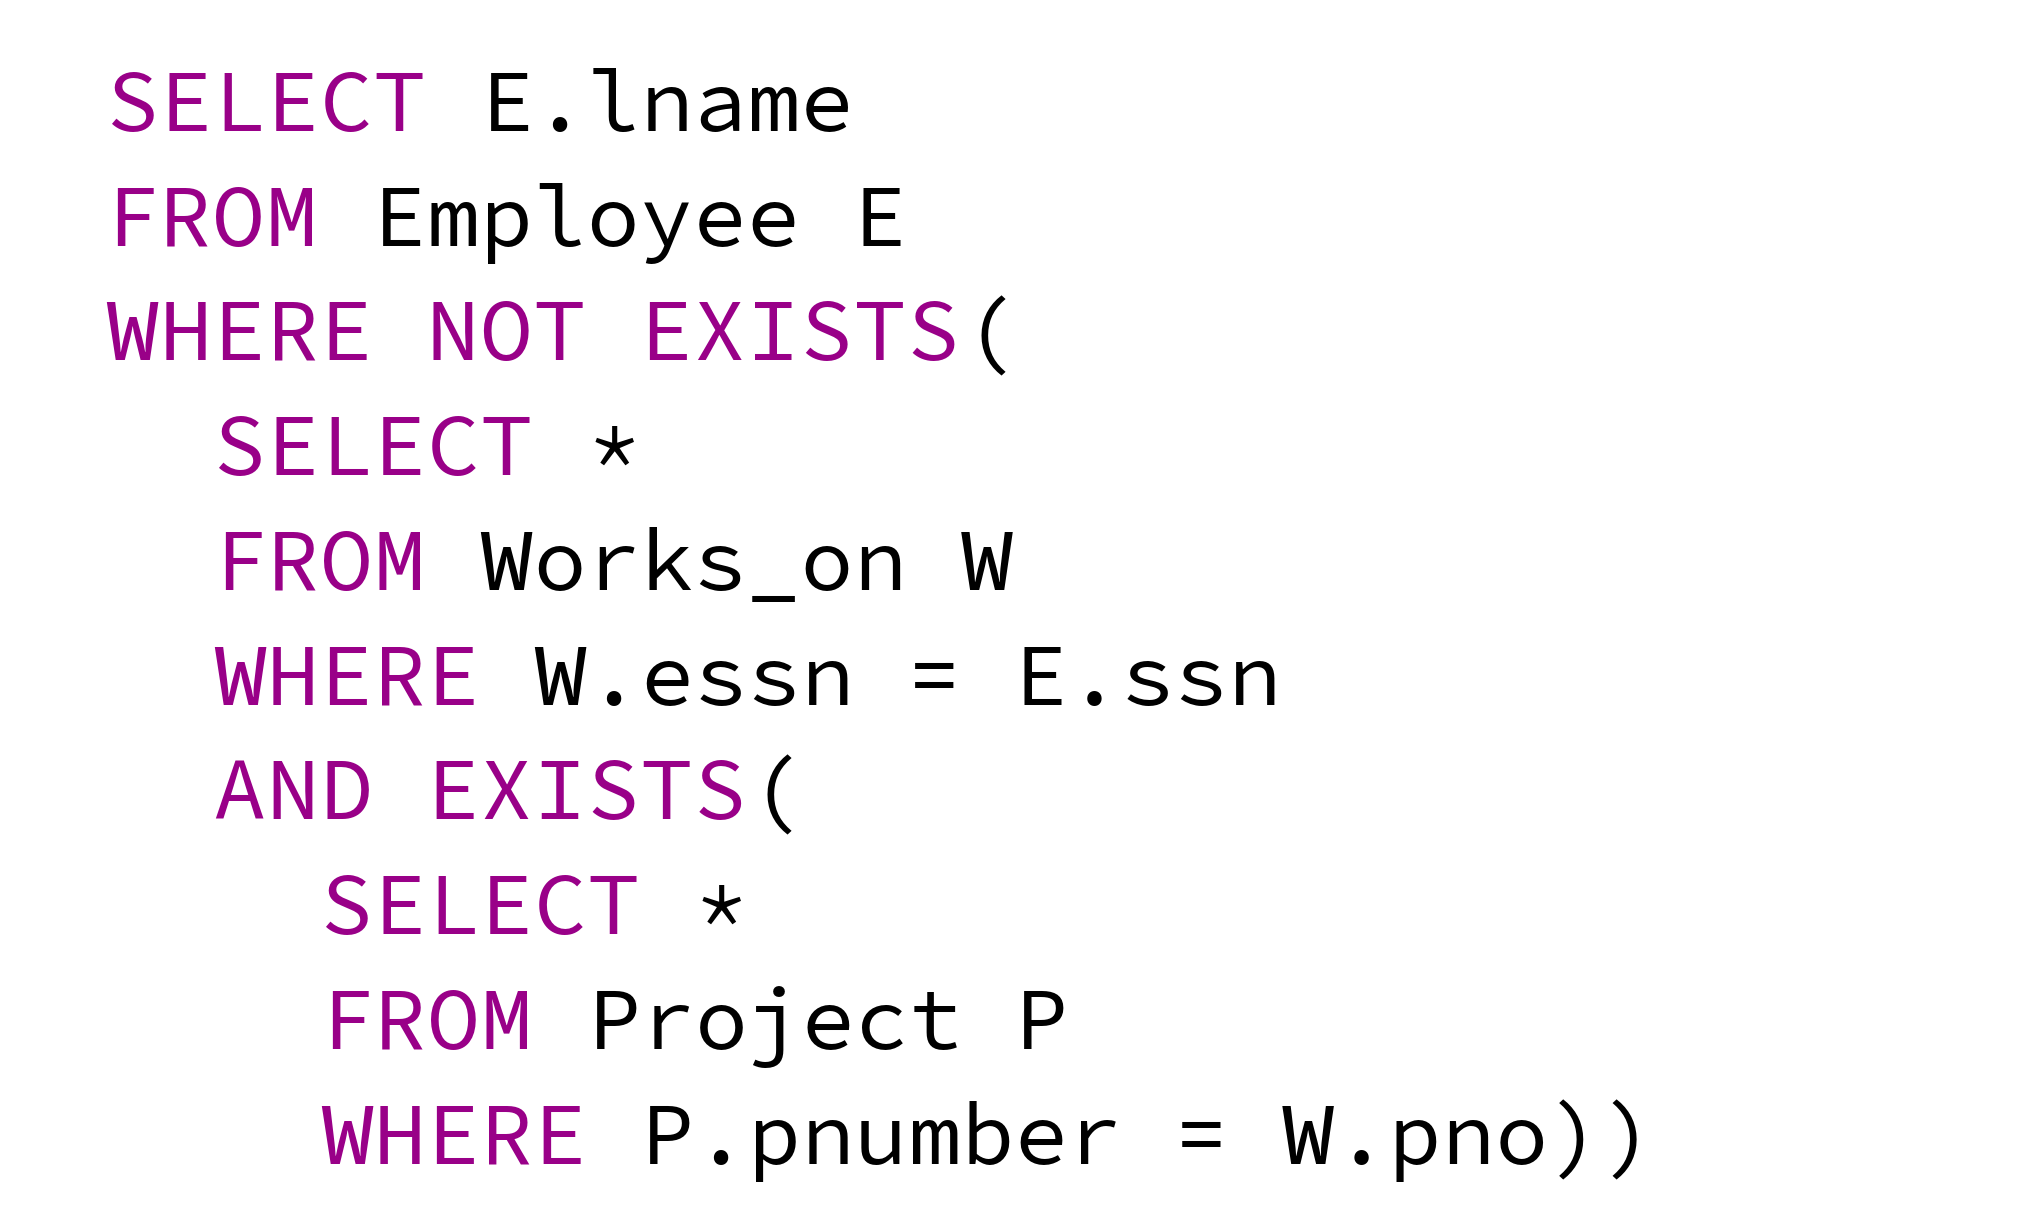 SELECT E.lname
FROM Employee E
WHERE NOT EXISTS(
SELECT *
FROM Works_on W
WHERE W.essn = E.ssn
AND EXISTS(
SELECT *
FROM Project P
WHERE P.pnumber = W.pno))